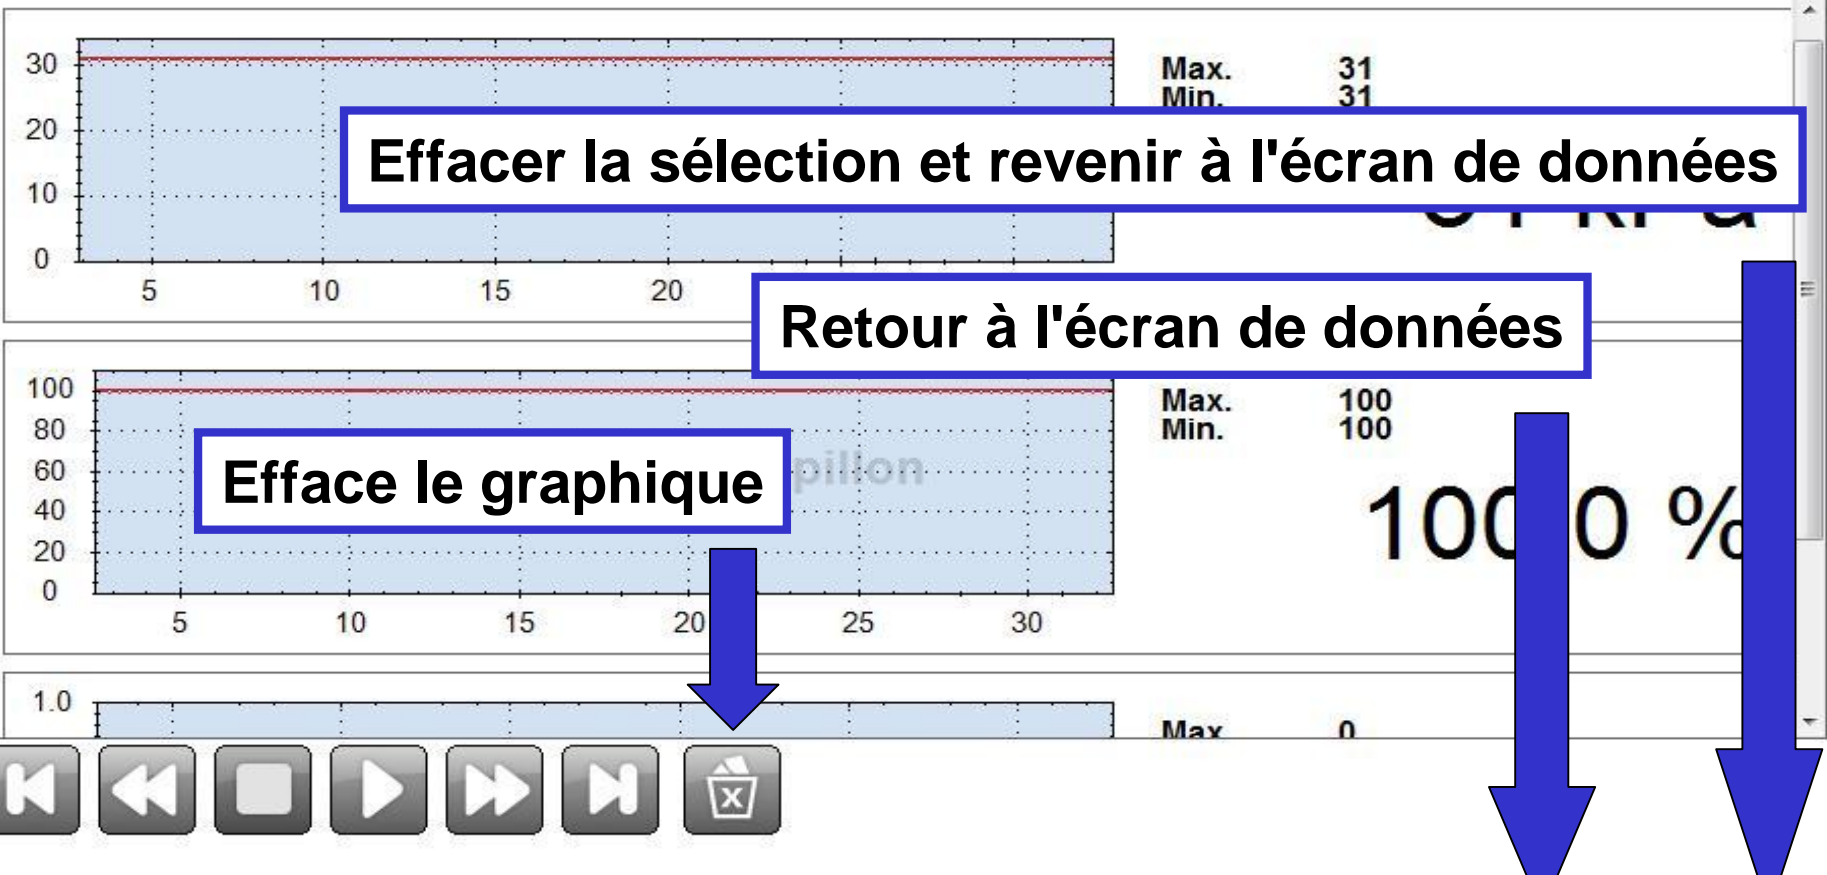 30
20
10
0
5 10 15 20
Max. 31
Min. 31
Effacer la sélection et revenir à l'écran de données
Retour à l'écran de données
100
80
60
40
20
0
5 10 15 20 25 30
Max. 100
Min. 100
Efface le graphique
%
1.0
Max
0